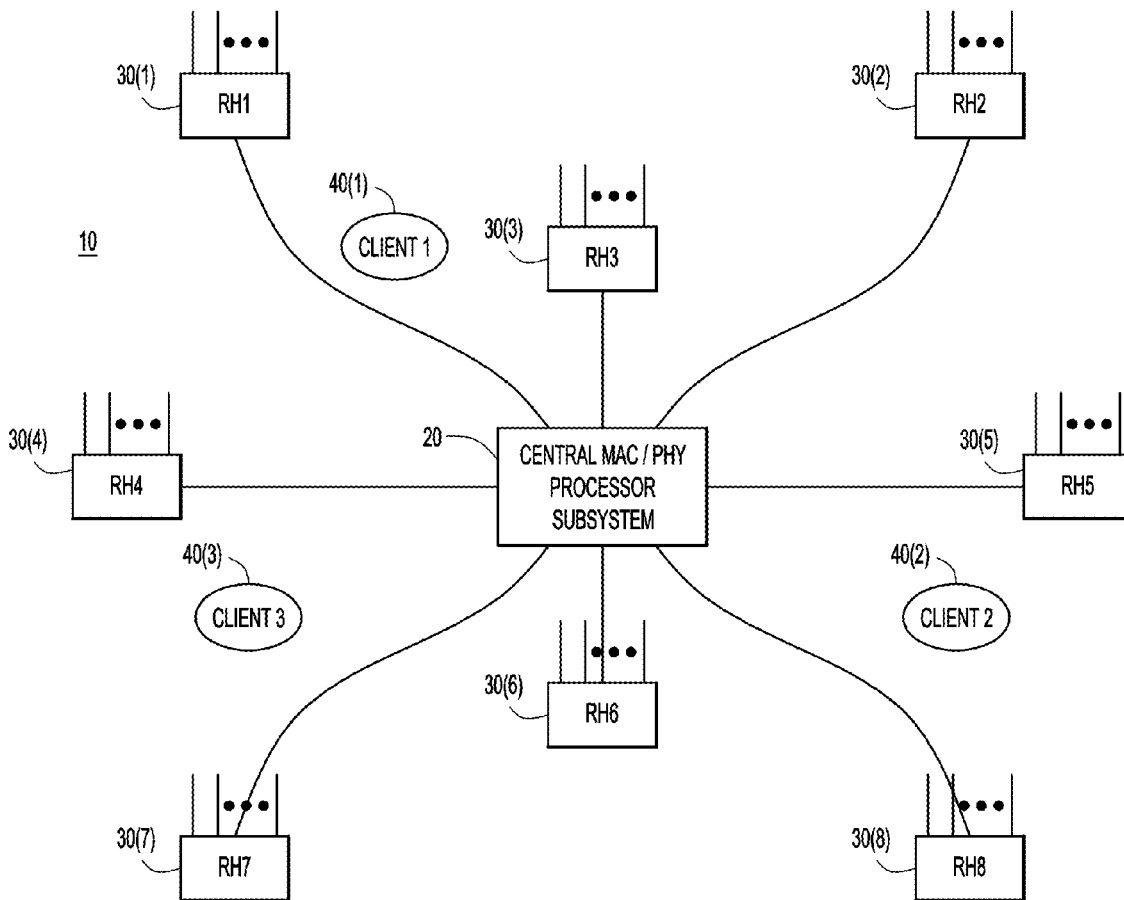 30(1)
RH1
30(2)
RH2
40(1)
CLIENT 1
30(3)
RH3
10
30(4)
RH4
20
CENTRAL MAC / PHY
PROCESSOR
SUBSYSTEM
30(5)
RH5
40(3)
CLIENT 3
40(2)
CLIENT 2
30(6)
RH6
30(7)
RH7
30(8)
RH8